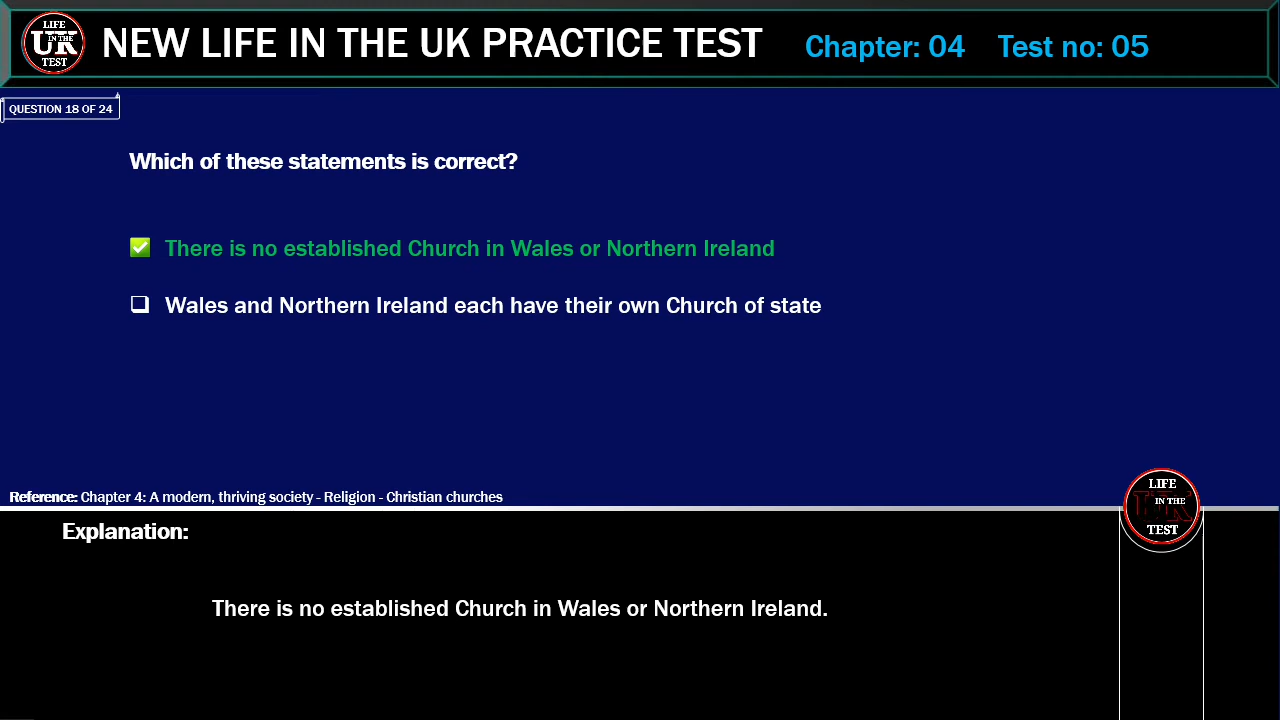 LIFE
UK
IN THE
TEST
NEW LIFE IN THE UK PRACTICE TEST
Chapter: 04
Test no: 05
QUESTION 18 OF 24
Which of these statements is correct?
There is no established Church in Wales or Northern Ireland
Wales and Northern Ireland each have their own Church of state
Reference: Chapter 4: A modern, thriving society - Religion - Christian churches
LIFE
UK
IN THE
TEST
Explanation:
There is no established Church in Wales or Northern Ireland.